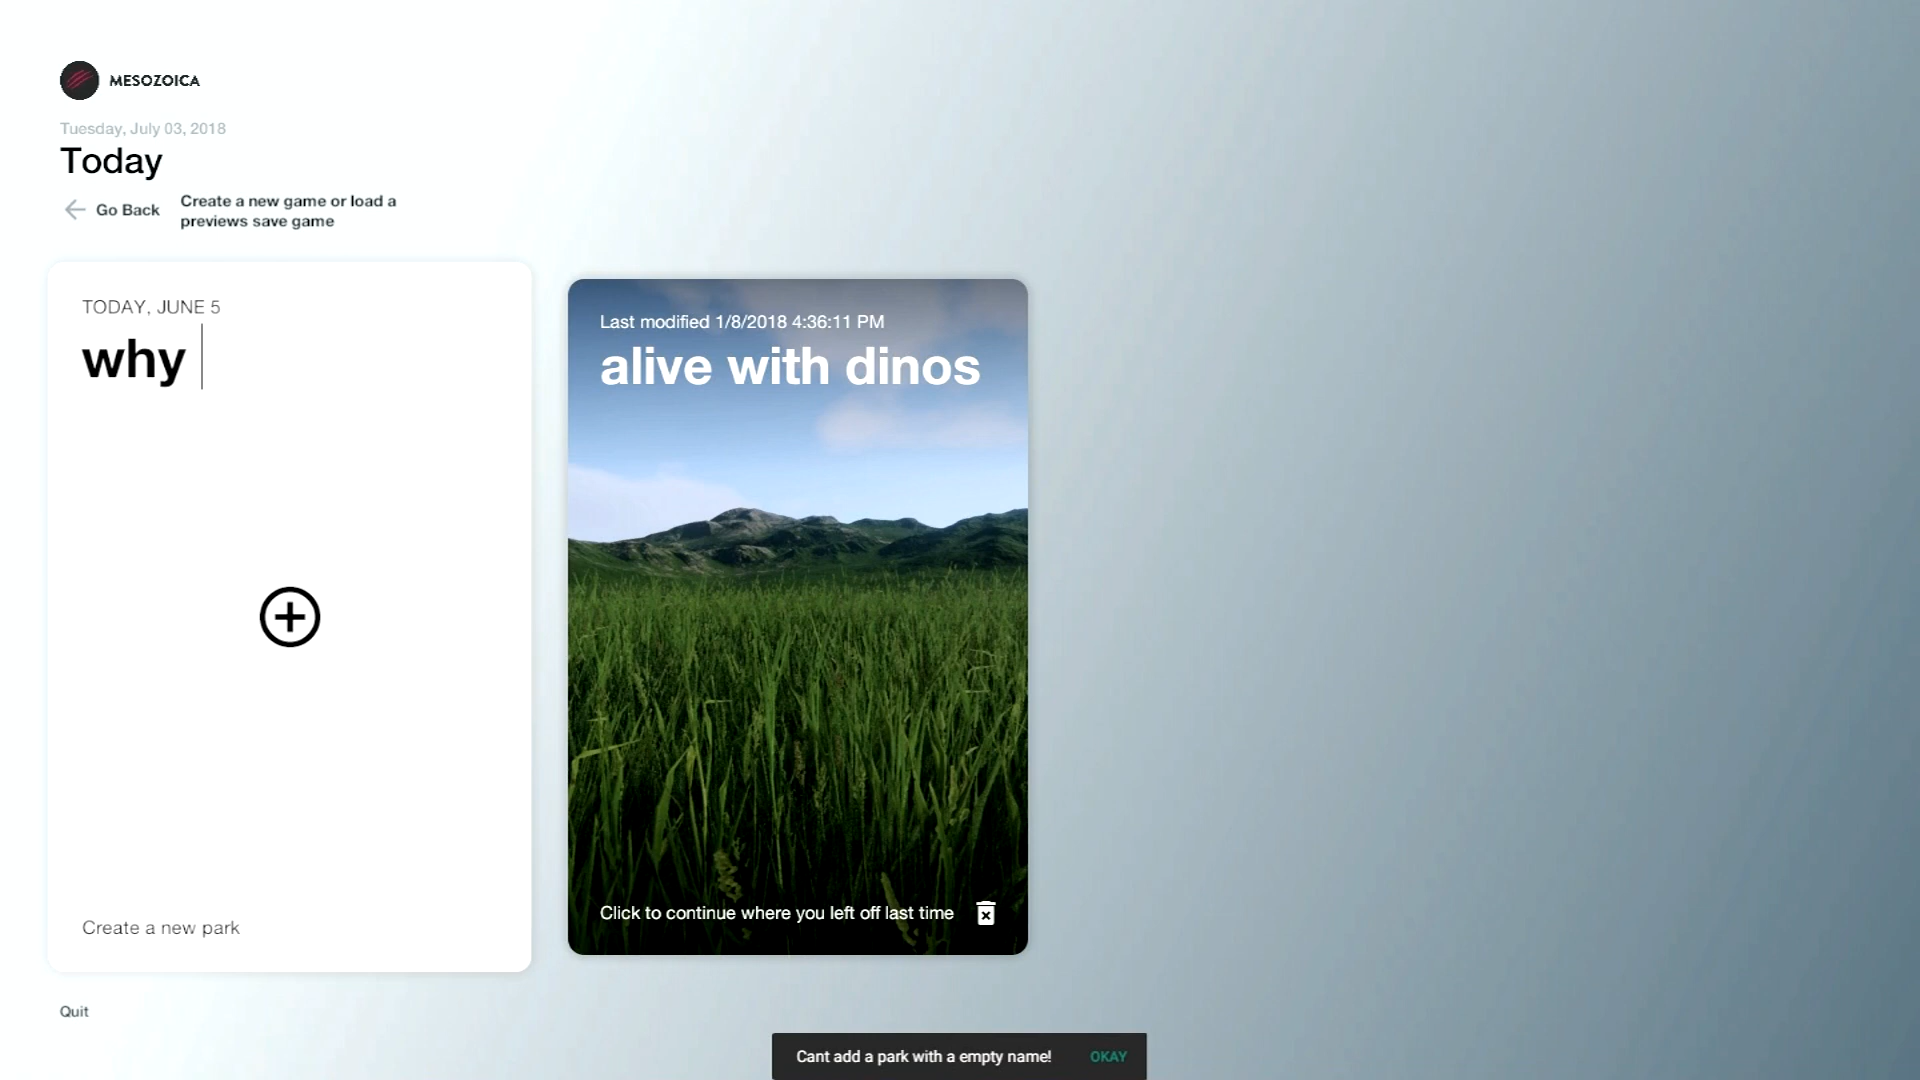 MESOZOICA
Tuesday, July 03, 2018
Today
Go Back
Create a new game or load a
previews save game
TODAY, JUNE 5
why
Create a new park
Last modified 1/8/2018 4:36:11 PM
alive with dinos
Click to continue where you left off last time
Quit
Cant add a park with a empty name!
OKAY